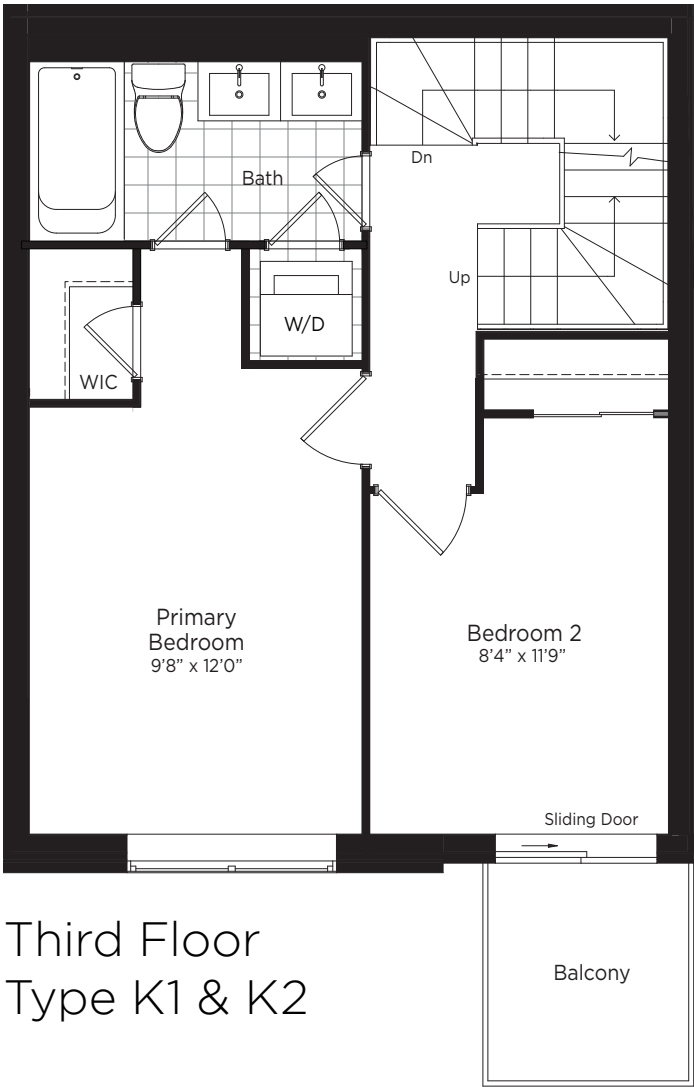 Dn
Bath
Up
W/D
WIC
Primary
Bedroom
9’8” x 12’0”
Bedroom 2
8’4” x 11’9”
Sliding Door
Third Floor
Type K1 & K2
Balcony